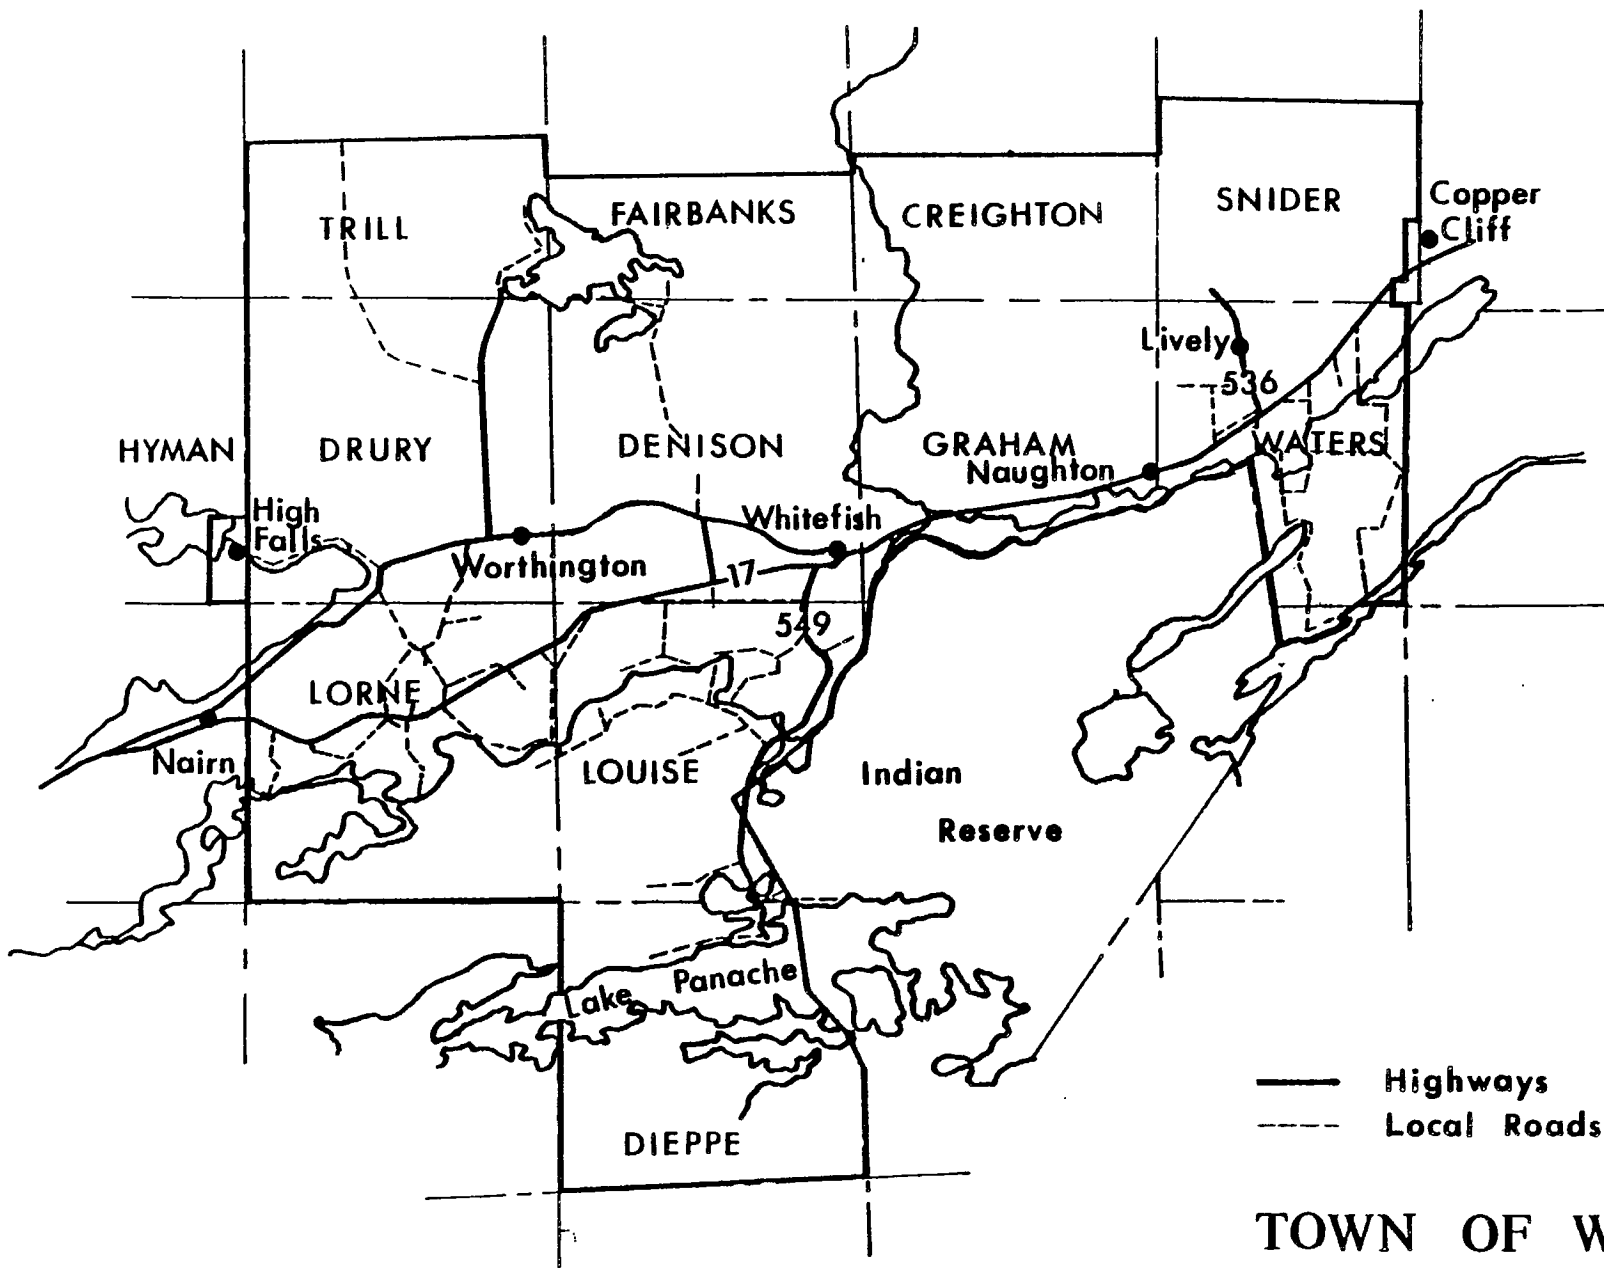 SNIDER
Copper
Cliff
TRILL
FAIRBANKS
CREIGHTON
Lively
536
HYMAN
DRURY
DENISON
GRAHAM
WATERS
Naughton
High
Falls
Whitefish
Worthington
17
549
LORNE
Nairn
LOUISE
Indian
Reserve
Lake Panache
DIEPPE
Highways
Local Roads
TOWN OF W